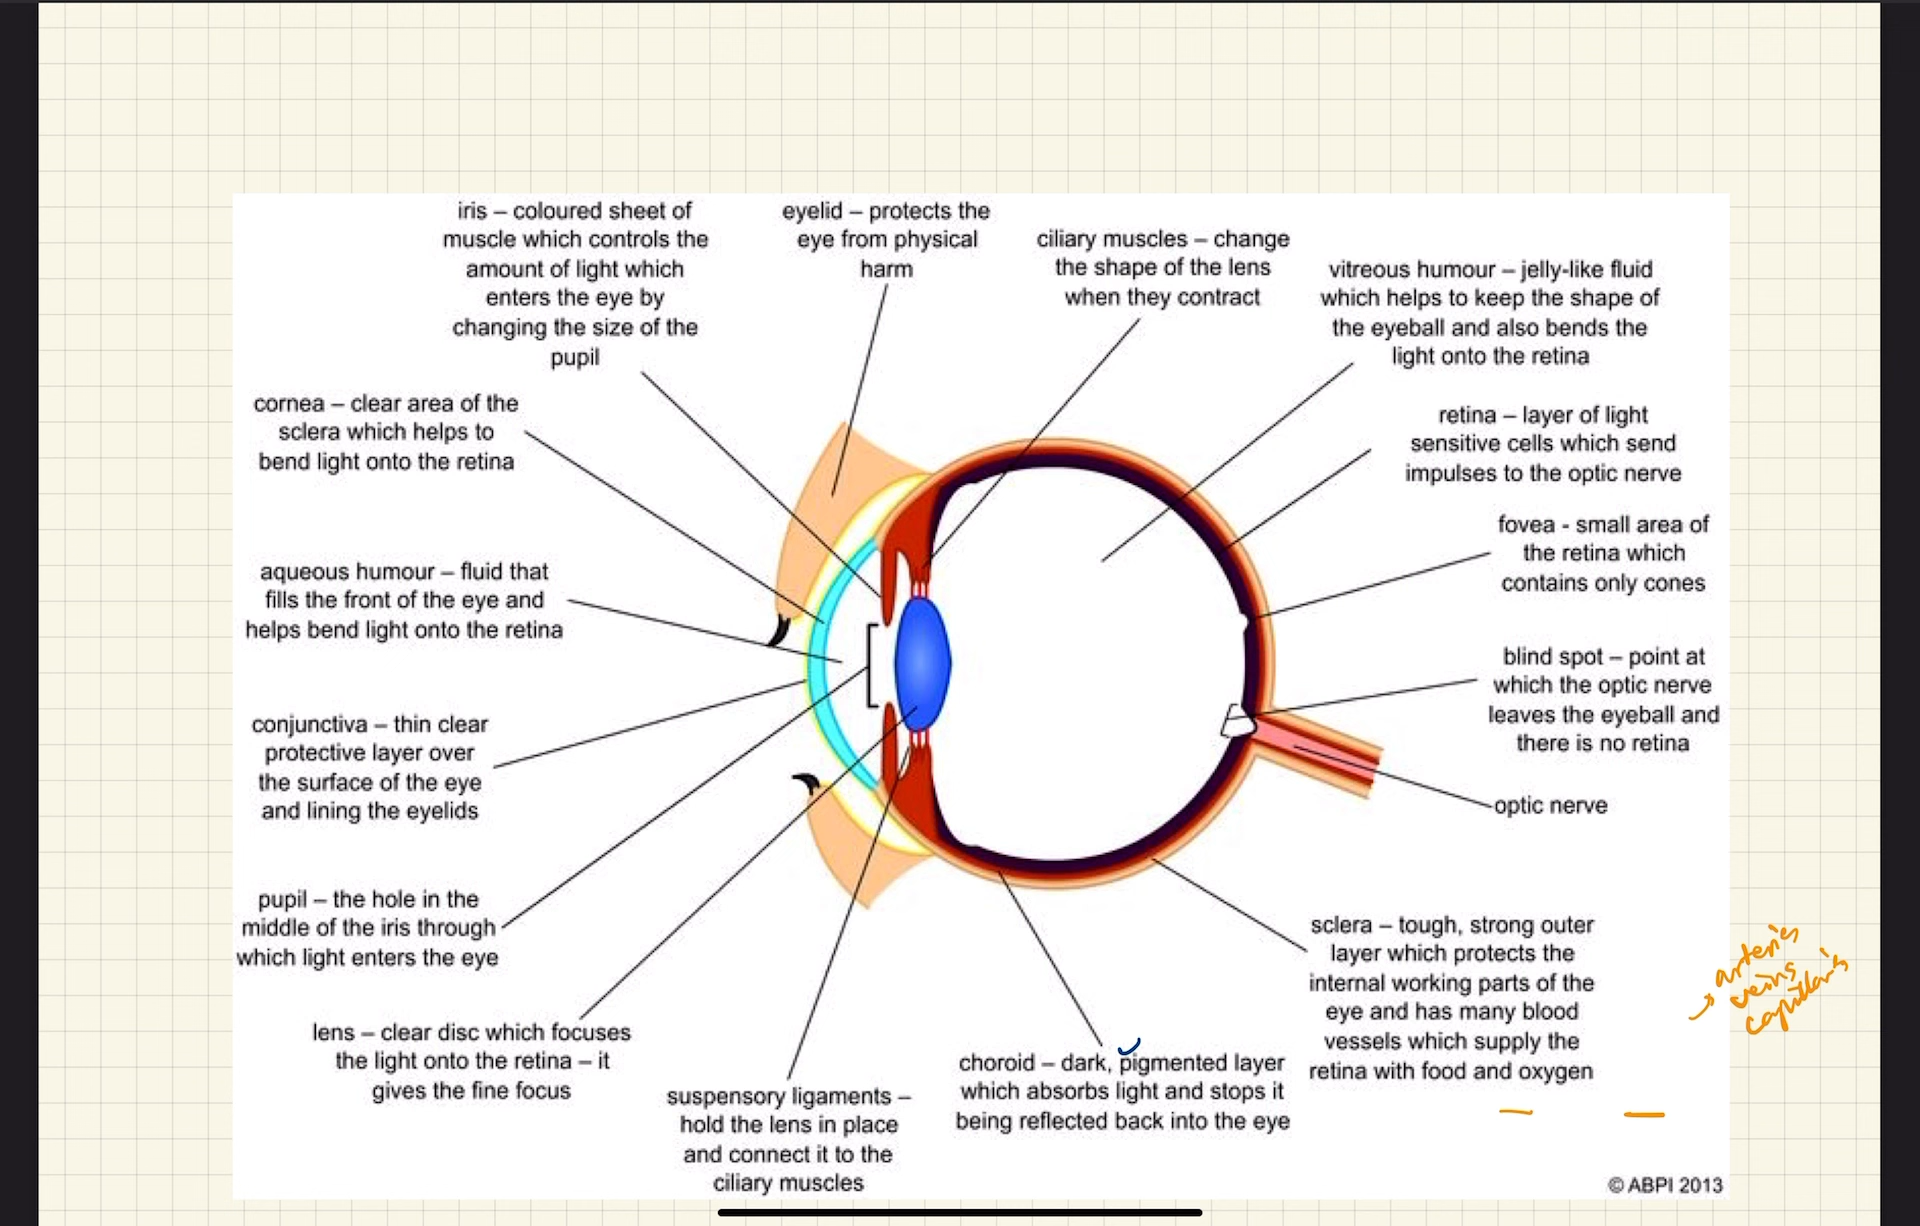 iris – coloured sheet of
muscle which controls the
amount of light which
enters the eye by
changing the size of the
pupil
eyelid – protects the
eye from physical
harm
ciliary muscles – change
the shape of the lens
when they contract
vitreous humour – jelly-like fluid
which helps to keep the shape of
the eyeball and also bends the
light onto the retina
cornea – clear area of the
sclera which helps to
bend light onto the retina
retina – layer of light
sensitive cells which send
impulses to the optic nerve
fovea - small area of
the retina which
contains only cones
aqueous humour – fluid that
fills the front of the eye and
helps bend light onto the retina
blind spot – point at
which the optic nerve
leaves the eyeball and
there is no retina
conjunctiva – thin clear
protective layer over
the surface of the eye
and lining the eyelids
optic nerve
pupil – the hole in the
middle of the iris through
which light enters the eye
sclera – tough, strong outer
layer which protects the
internal working parts of the
eye and has many blood
vessels which supply the
retina with food and oxygen
arteries
veins
capillaris
lens – clear disc which focuses
the light onto the retina – it
gives the fine focus
suspensory ligaments –
hold the lens in place
and connect it to the
ciliary muscles
choroid – dark, pigmented layer
which absorbs light and stops it
being reflected back into the eye
© ABPI 2013